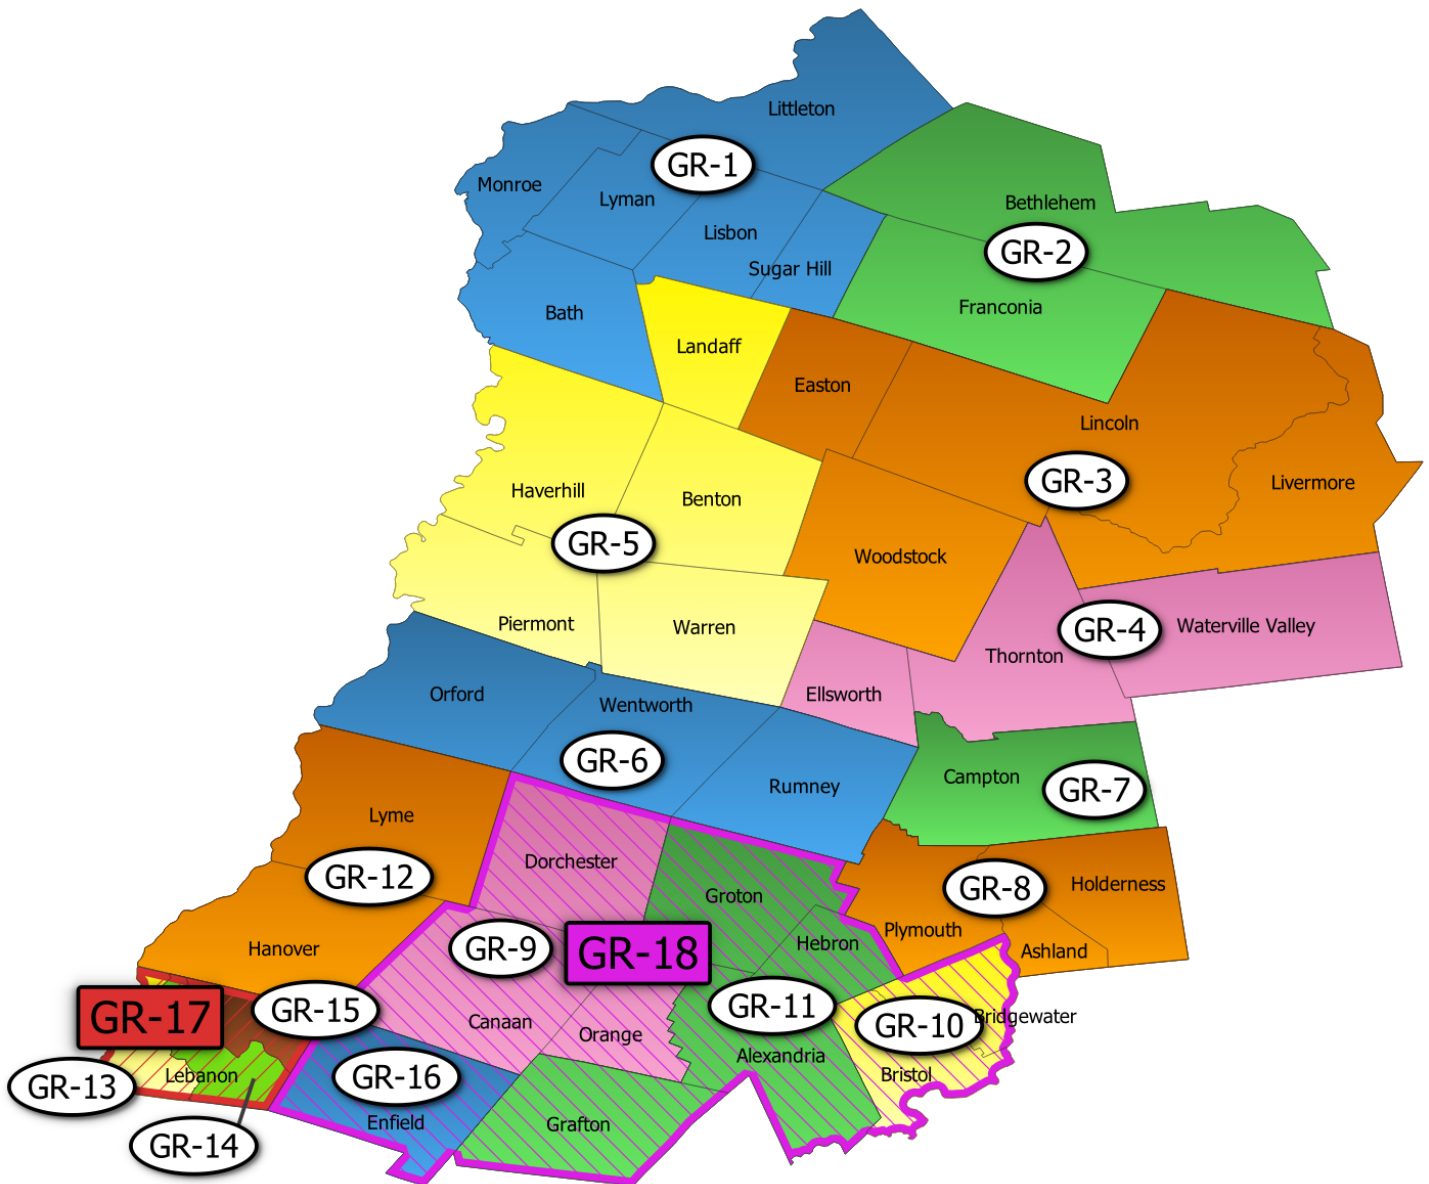 Littleton
GR-1
Monroe
Lyman
Bethlehem
Lisbon
GR-2
Sugar Hill
Franconia
Bath
Landaff
Easton
Lincoln
GR-3
Livermore
Haverhill
Benton
GR-5
Woodstock
Piermont
Warren
GR-4
Waterville Valley
Thornton
Orford
Ellsworth
Wentworth
GR-6
Campton
Rumney
GR-7
Lyme
Dorchester
GR-12
GR-8
Holderness
Groton
Plymouth
Hanover
GR-9
GR-18
Hebron
Ashland
GR-17
GR-15
GR-11
GR-10
Bridgewater
Canaan
Orange
Alexandria
Lebanon
GR-16
Bristol
GR-13
Enfield
Grafton
GR-14